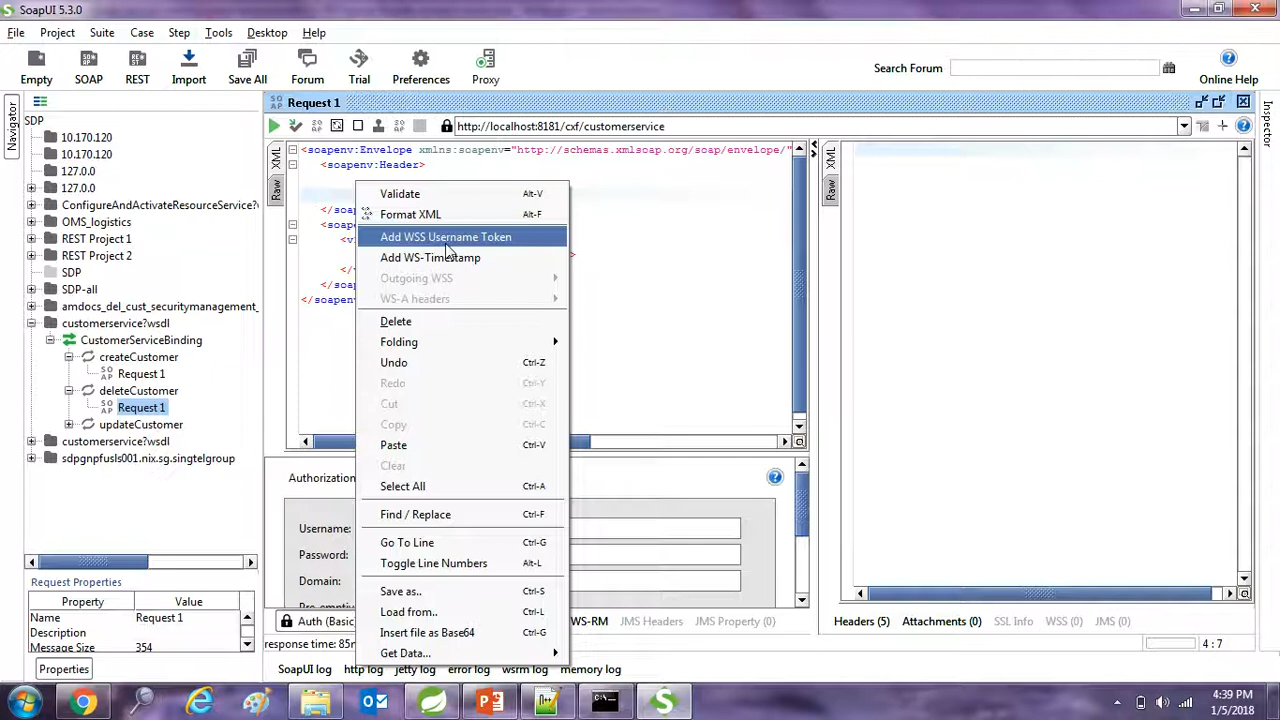 SoapUI 5.3.0
File Project Suite Case Step Tools Desktop Help
Empty SOAP REST Import Save All Forum Trial Preferences Proxy
Search Forum
Online Help
Navigator
SDP
10.170.120
10.170.120
127.0.0
127.0.0
ConfigureAndActivateResourceService?w
OMS_logistics
REST Project 1
REST Project 2
SDP
SDP-all
amdocs_del_cust_securitymanagement_
customerservice?wsdl
CustomerServiceBinding
createCustomer
Request 1
deleteCustomer
Request 1
updateCustomer
customerservice?wsdl
sdpgnpfusls001.nix.sg.singtelgroup
Request Properties
Property Value
Name Request 1
Description
Message Size 354
Properties
Request 1
http://localhost:8181/cxf/customerservice
XML
Raw
<soapenv:Envelope xmlns:soapenv="http://schemas.xmlsoap.org/soap/envelope/"
<soapenv:Header>
</soap
<soap
<v >
</v
</soap
</soapenv
Validate Alt-V
Format XML Alt-F
Add WSS Username Token
Add WS-Timestamp
Outgoing WSS
WS-A headers
Delete
Folding
Undo Ctrl-Z
Redo Ctrl-Y
Cut Ctrl-X
Copy Ctrl-C
Paste Ctrl-V
Clear
Select All Ctrl-A
Find / Replace Ctrl-F
Go To Line Ctrl-G
Toggle Line Numbers Alt-L
Save as.. Ctrl-S
Load from.. Ctrl-L
Insert file as Base64 Ctrl-G
Get Data...
Authorization
Username:
Password:
Domain:
Auth (Basic) WS-RM JMS Headers JMS Property (0)
response time: 85m
XML
Raw
Headers (5) Attachments (0) SSL Info WSS (0) JMS (0)
4 : 7
Inspector
SoapUI log http log jetty log error log wsrm log memory log
4:39 PM
1/5/2018